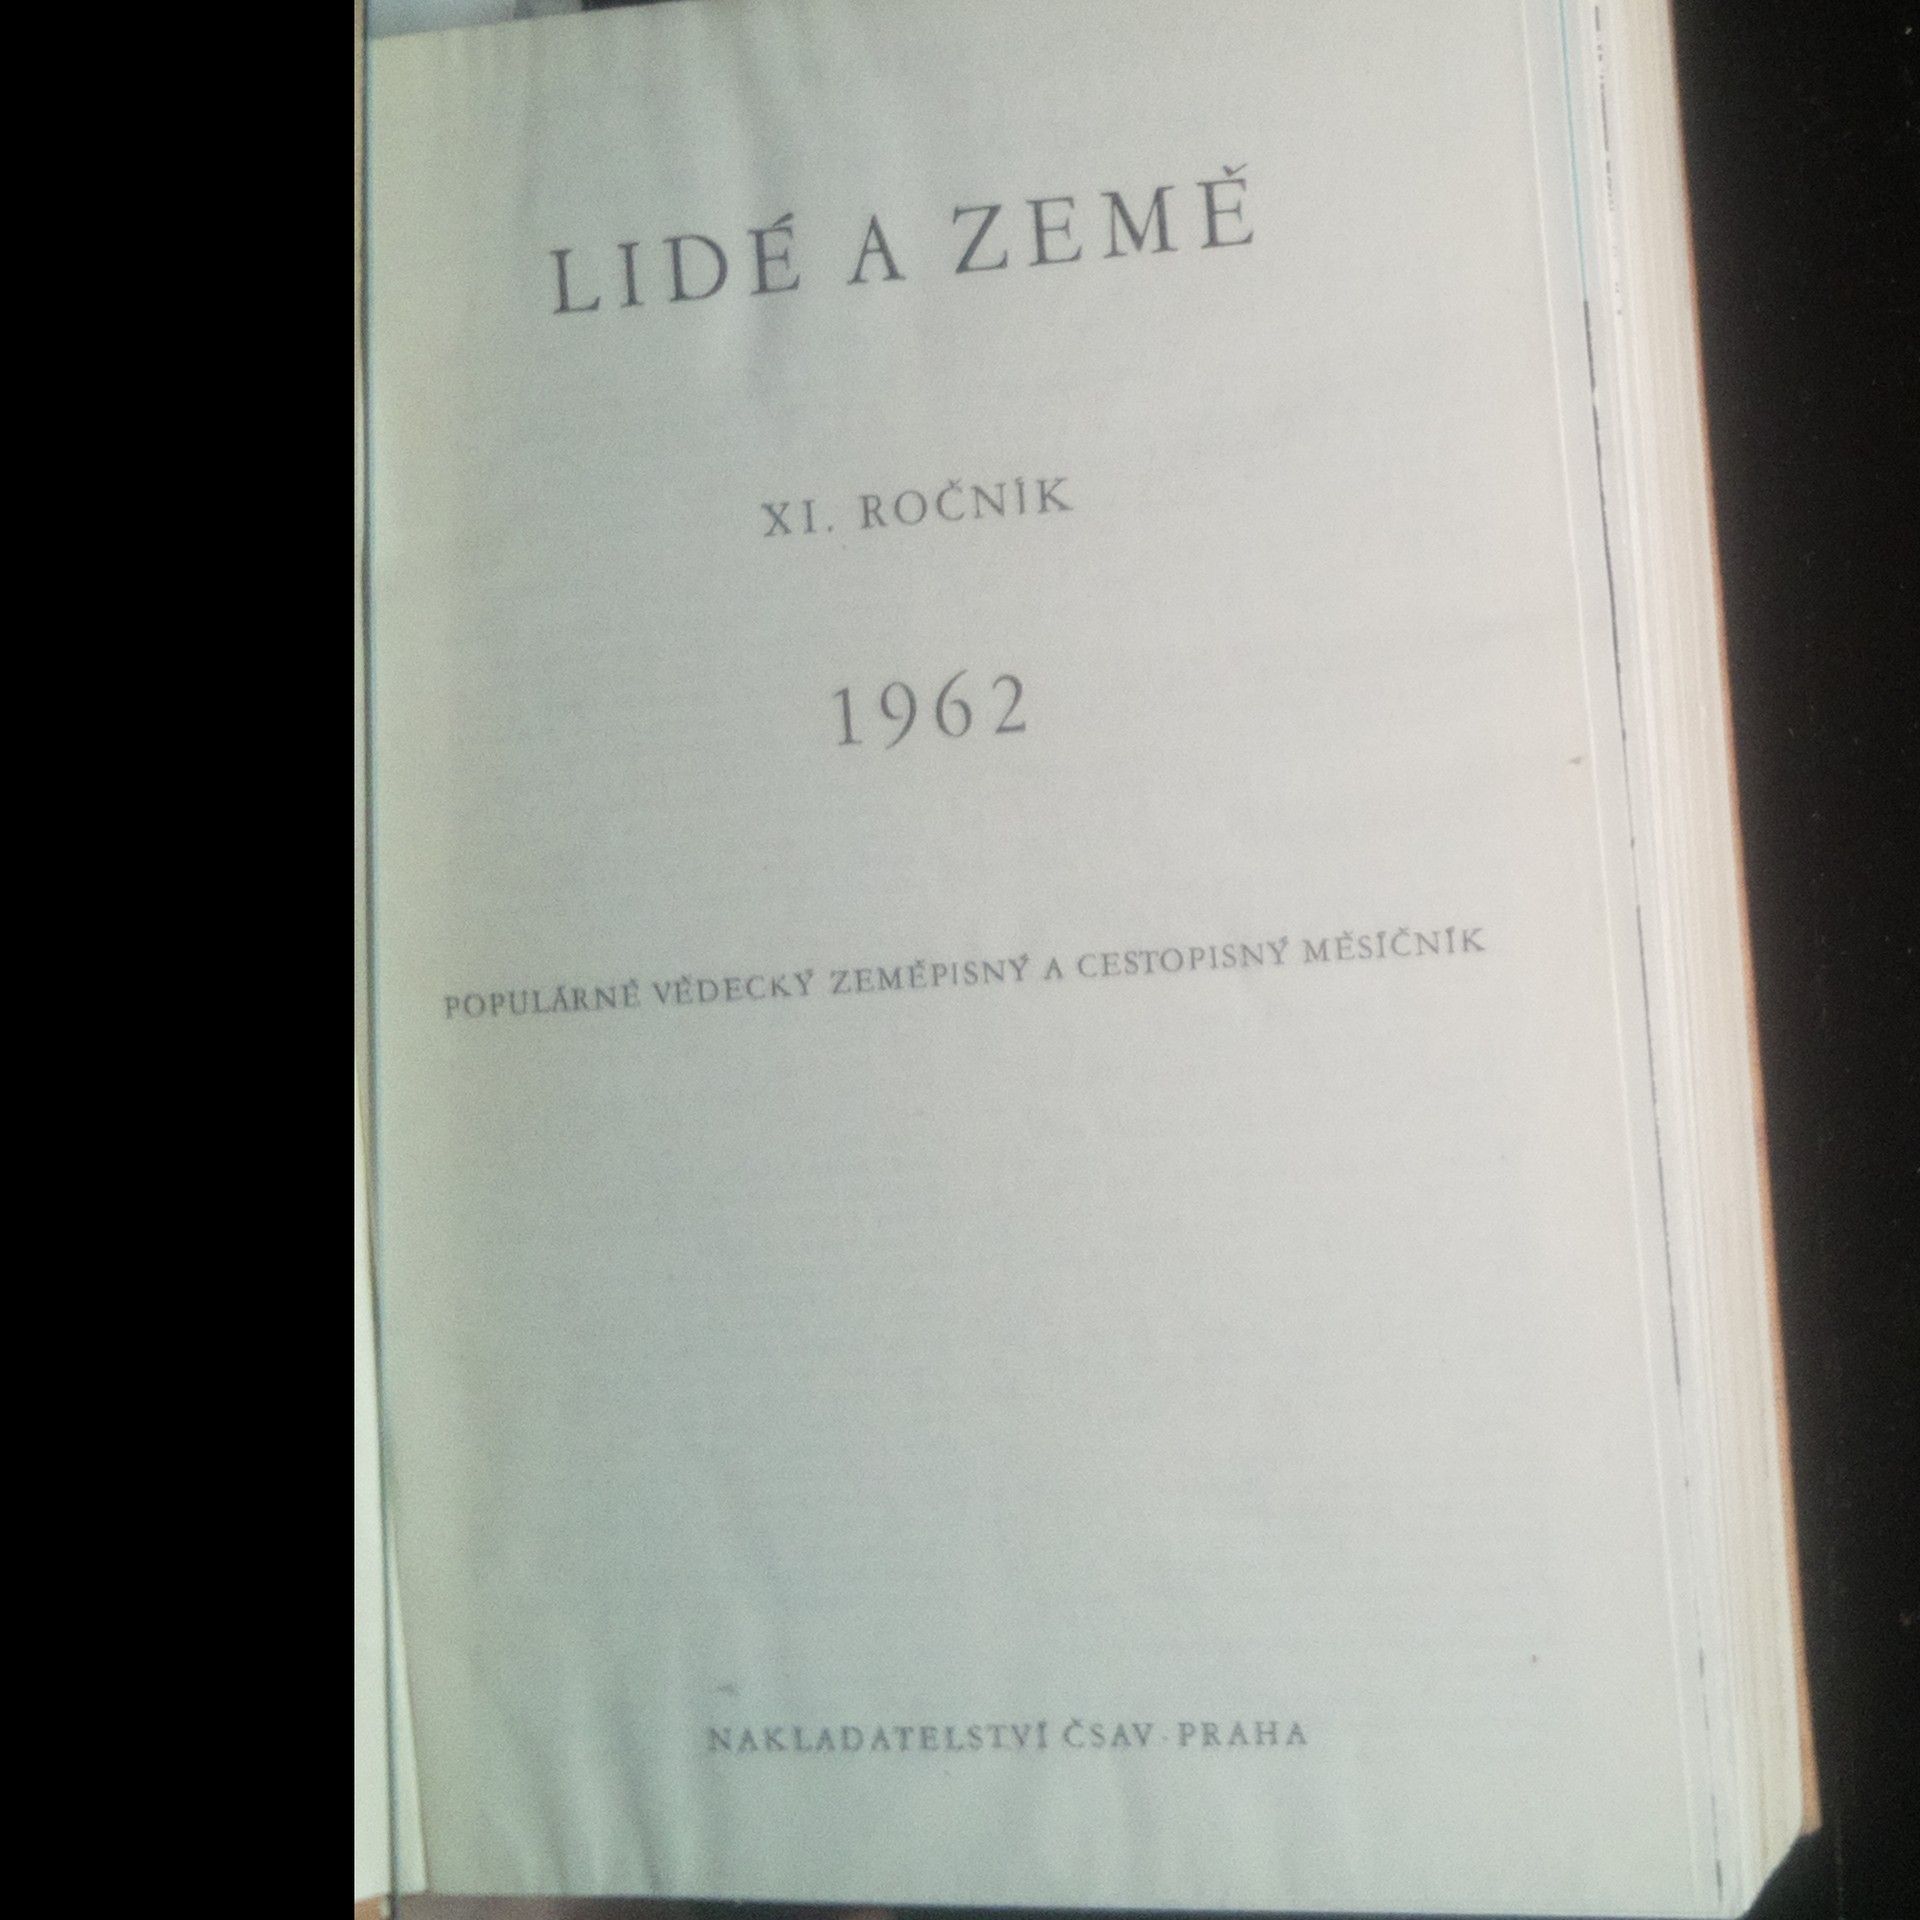 LIDÉ A ZEMĚ
XI. ROČNÍK
1962
POPULÁRNĚ VĚDECKÝ ZEMĚPISNÝ A CESTOPISNÝ MĚSÍČNÍK
NAKLADATELSTVÍ ČSAV · PRAHA